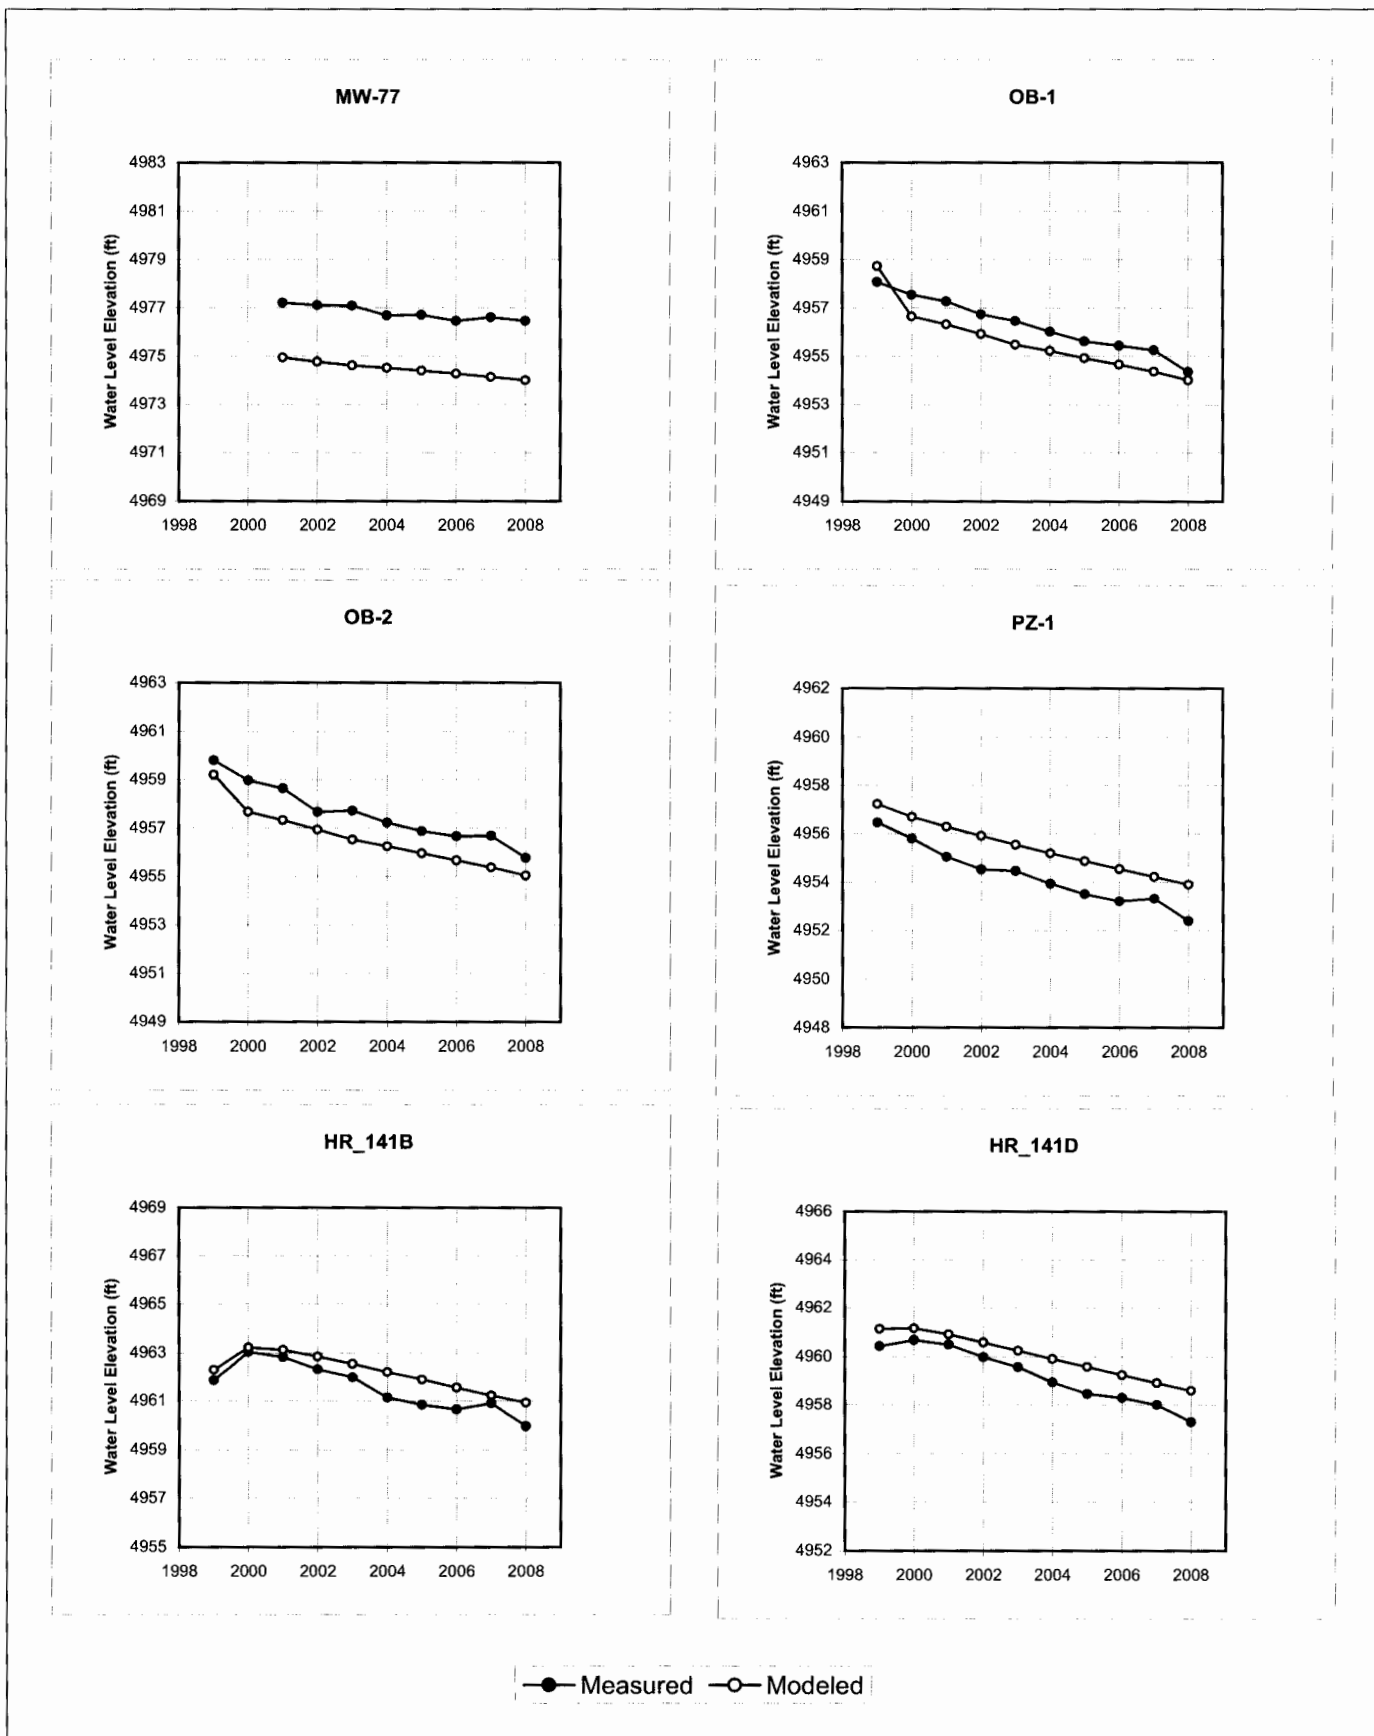 MW-77
Water Level Elevation (ft)
4983
4981
4979
4977
4975
4973
4971
4969
1998 2000 2002 2004 2006 2008
OB-1
Water Level Elevation (ft)
4963
4961
4959
4957
4955
4953
4951
4949
1998 2000 2002 2004 2006 2008
OB-2
Water Level Elevation (ft)
4963
4961
4959
4957
4955
4953
4951
4949
1998 2000 2002 2004 2006 2008
PZ-1
Water Level Elevation (ft)
4962
4960
4958
4956
4954
4952
4950
4948
1998 2000 2002 2004 2006 2008
HR_141B
Water Level Elevation (ft)
4969
4967
4965
4963
4961
4959
4957
4955
1998 2000 2002 2004 2006 2008
HR_141D
Water Level Elevation (ft)
4966
4964
4962
4960
4958
4956
4954
4952
1998 2000 2002 2004 2006 2008
Measured Modeled